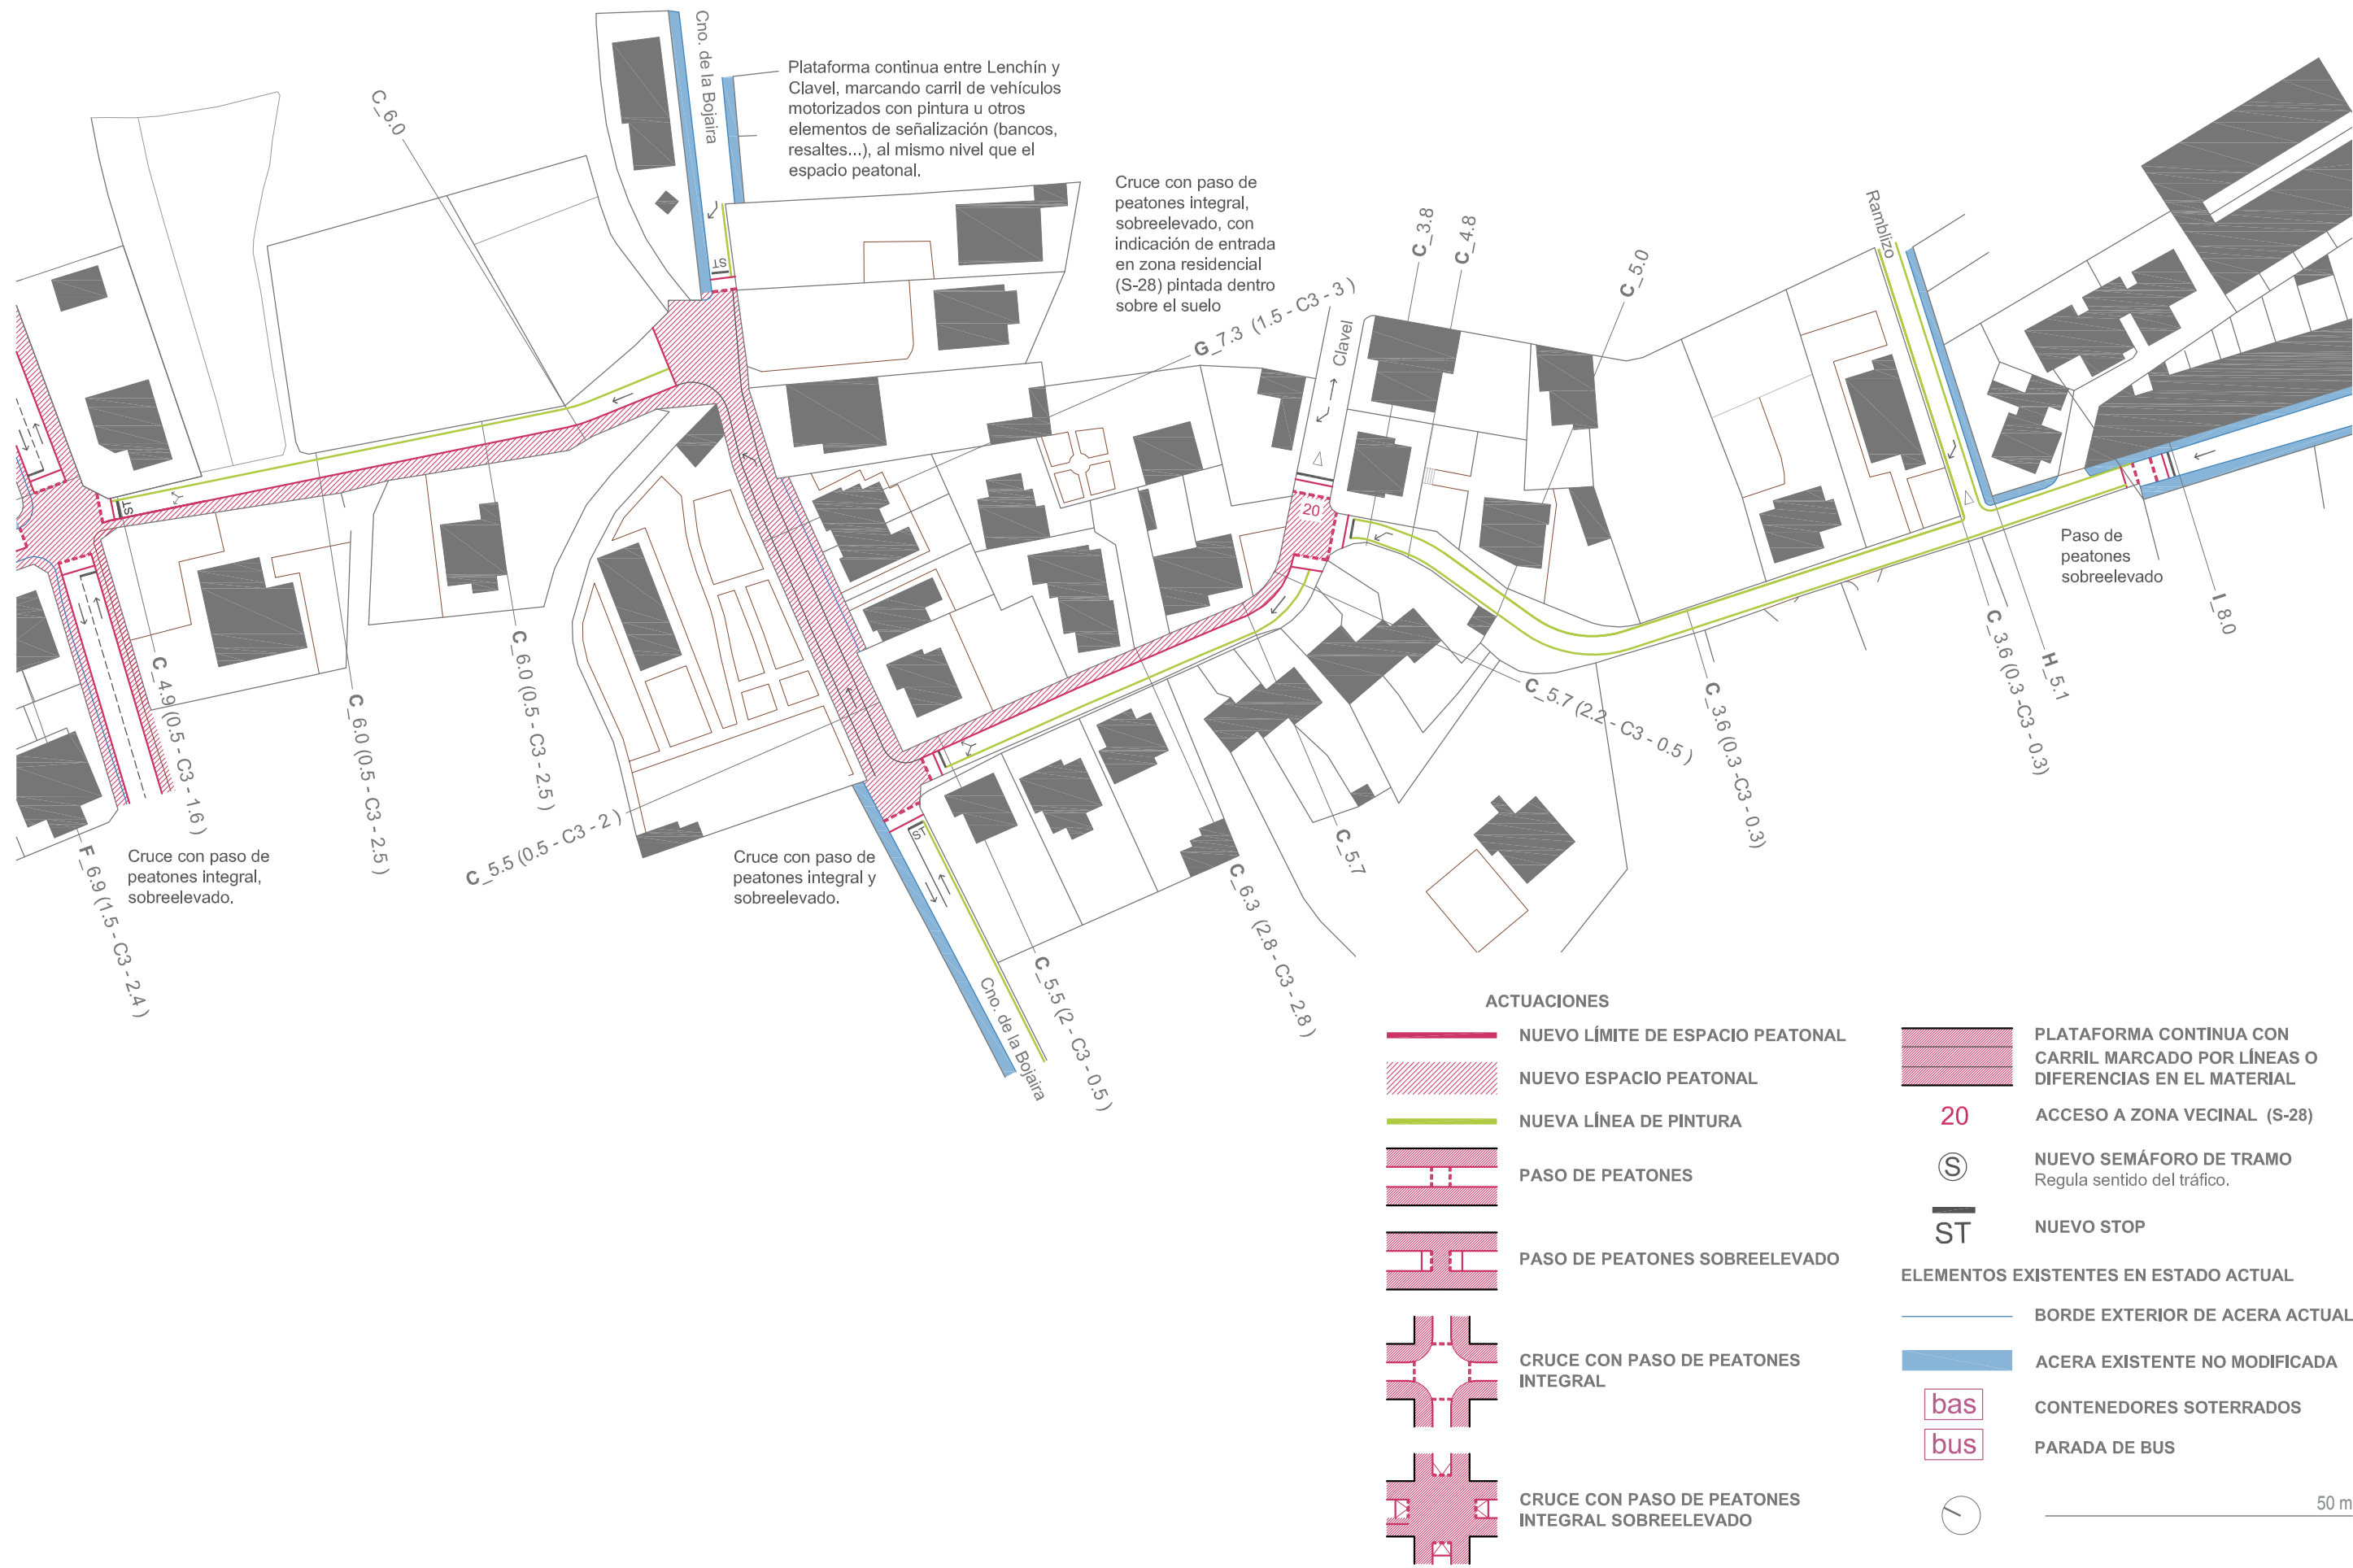 C_6.0
Cno. de la Bojaira
Plataforma continua entre Lenchín y
Clavel, marcando carril de vehículos
motorizados con pintura u otros
elementos de señalización (bancos,
resaltes...), al mismo nivel que el
espacio peatonal.
Cruce con paso de
peatones integral,
sobreelevado, con
indicación de entrada
en zona residencial
(S-28) pintada dentro
sobre el suelo
G_7.3 (1.5 - C3 - 3 )
Clavel
C_3.8
C_4.8
C_5.0
Ramblizo
ST
20
ST
ST
Paso de
peatones
sobreelevado
I_8.0
H_5.1
C_3.6 (0.3 -C3 - 0.3)
C_3.6 (0.3 -C3 - 0.3)
C_5.7 (2.2 - C3 - 0.5 )
C_5.7
C_6.3 (2.8 - C3 - 2.8 )
C_5.5 (2 - C3 - 0.5 )
C_5.5 (0.5 - C3 - 2 )
C_6.0 (0.5 - C3 - 2.5 )
C_6.0 (0.5 - C3 - 2.5 )
C_4.9 (0.5 - C3 - 1.6 )
F_6.9 (1.5 - C3 - 2.4 )
Cruce con paso de
peatones integral,
sobreelevado.
Cruce con paso de
peatones integral y
sobreelevado.
Cno. de la Bojaira
ACTUACIONES
NUEVO LÍMITE DE ESPACIO PEATONAL
NUEVO ESPACIO PEATONAL
NUEVA LÍNEA DE PINTURA
PASO DE PEATONES
PASO DE PEATONES SOBREELEVADO
CRUCE CON PASO DE PEATONES
INTEGRAL
CRUCE CON PASO DE PEATONES
INTEGRAL SOBREELEVADO
PLATAFORMA CONTINUA CON
CARRIL MARCADO POR LÍNEAS O
DIFERENCIAS EN EL MATERIAL
20 ACCESO A ZONA VECINAL (S-28)
S NUEVO SEMÁFORO DE TRAMO
Regula sentido del tráfico.
ST NUEVO STOP
ELEMENTOS EXISTENTES EN ESTADO ACTUAL
BORDE EXTERIOR DE ACERA ACTUAL
ACERA EXISTENTE NO MODIFICADA
bas CONTENEDORES SOTERRADOS
bus PARADA DE BUS
50 m